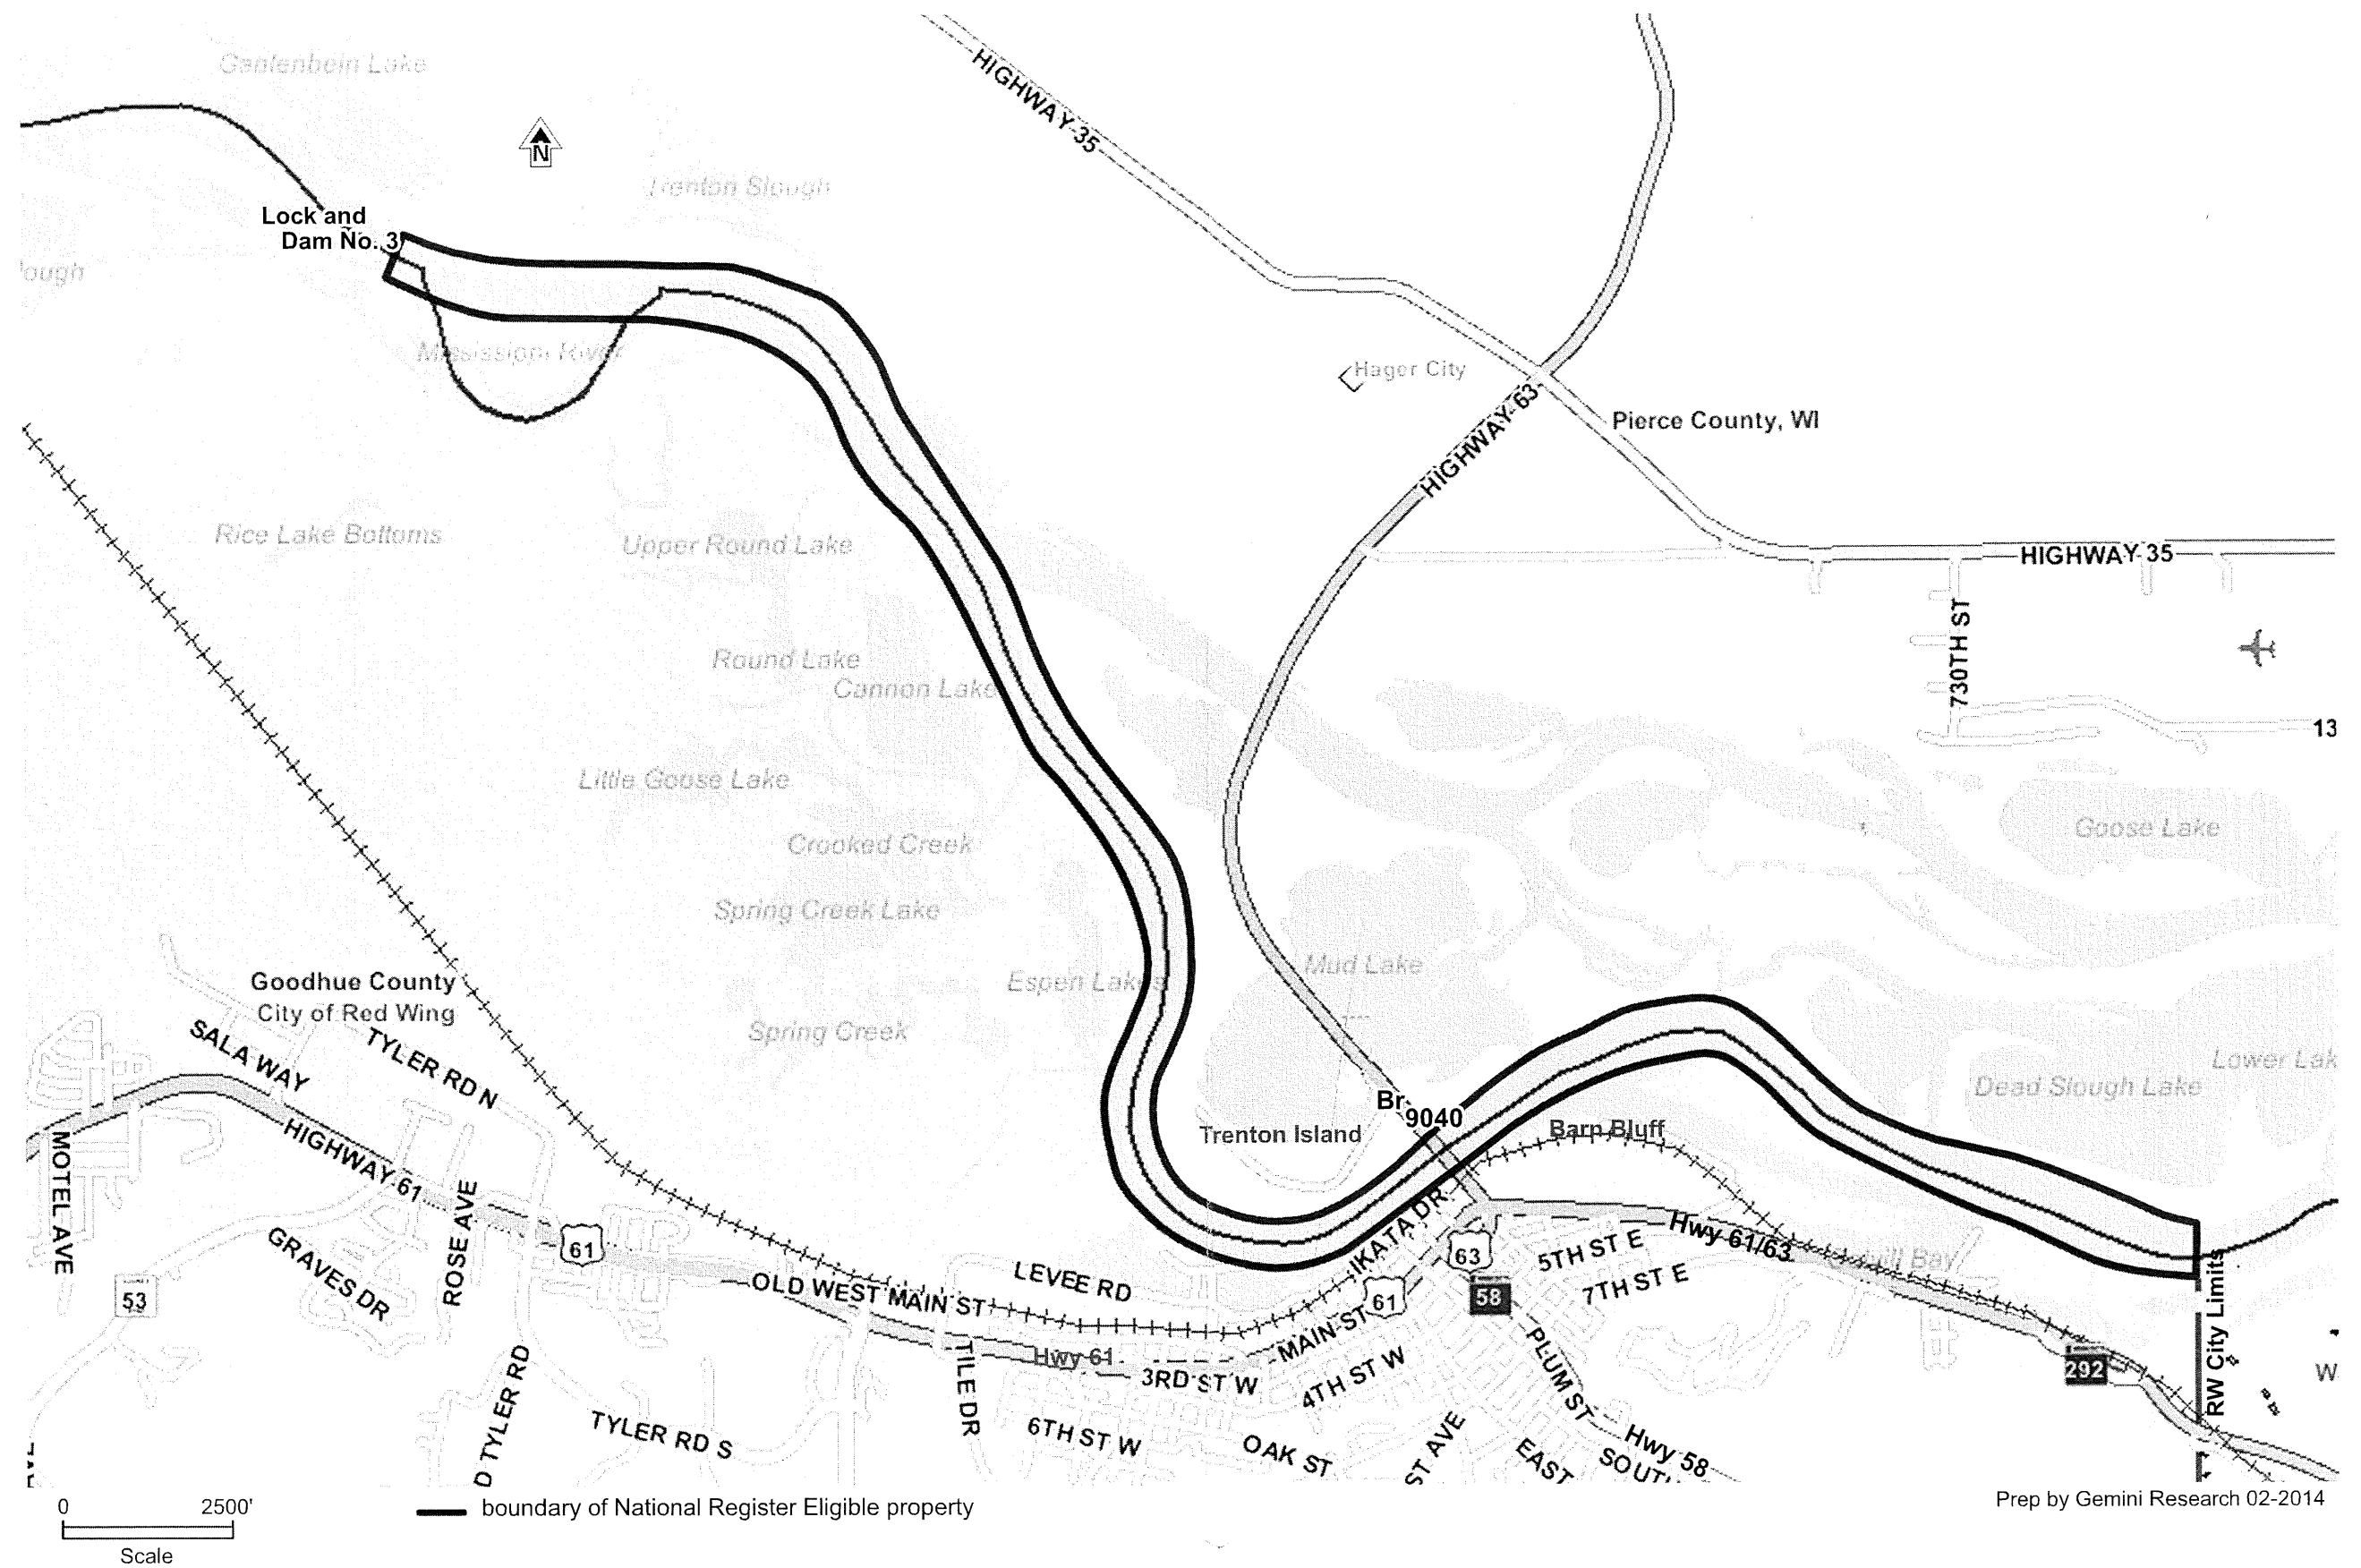 Gantenbein Lake
HIGHWAY 35
N
Trenton Slough
Lock and
Dam No. 3
Mississippi River
Hager City
HIGHWAY 63
Pierce County, WI
Rice Lake Bottoms
Upper Round Lake
HIGHWAY 35
730TH ST
Round Lake
Cannon Lake
13
Little Goose Lake
Goose Lake
Crooked Creek
Spring Creek Lake
Mud Lake
Goodhue County
City of Red Wing
Espen Lakes
Spring Creek
SALA WAY
TYLER RD N
Lower Lak
Dead Slough Lake
Br.
9040
Trenton Island
Barn Bluff
MOTEL AVE
HIGHWAY 61
ROSE AVE
GRAVES DR
61
53
OLD WEST MAIN ST
LEVEE RD
IKATA DR
63
61
58
5TH ST E
7TH ST E
Hwy 61/63
RW City Limits
292
W
Hwy 61
MAIN ST
3RD ST W
4TH ST W
PLUM ST
TILE DR
D TYLER RD
TYLER RD S
6TH ST W
OAK ST
ST AVE
EAST
Hwy 58
0 2500'
Scale
boundary of National Register Eligible property
Prep by Gemini Research 02-2014